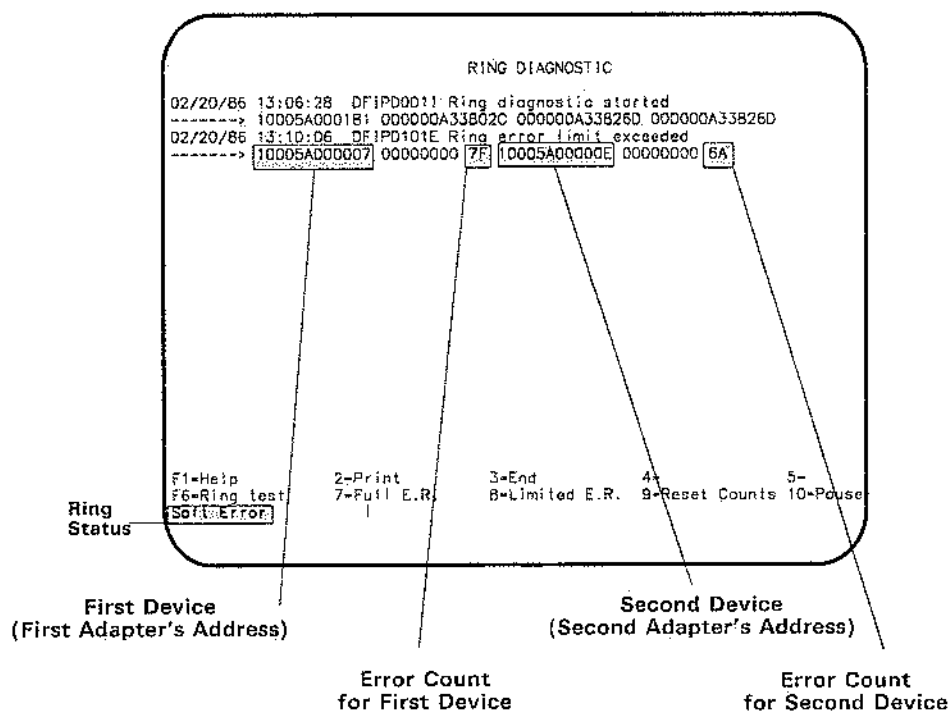 RING DIAGNOSTIC
02/20/86 13:06:28 DFIPD001I Ring diagnostic started
-------> 10005A0001B1 000000A33802C 000000A33826D 000000A33826D
02/20/86 13:10:06 DFIPD101E Ring error limit exceeded
-------> 10005A000007 00000000 7F 10005A00000E 00000000 6A
F1=Help 2-Print 3=End 4- 5-
F6=Ring test 7-Full E.R. 8-Limited E.R. 9-Reset Counts 10=Pause
Soft Error
Ring
Status
First Device
(First Adapter's Address)
Second Device
(Second Adapter's Address)
Error Count
for First Device
Error Count
for Second Device